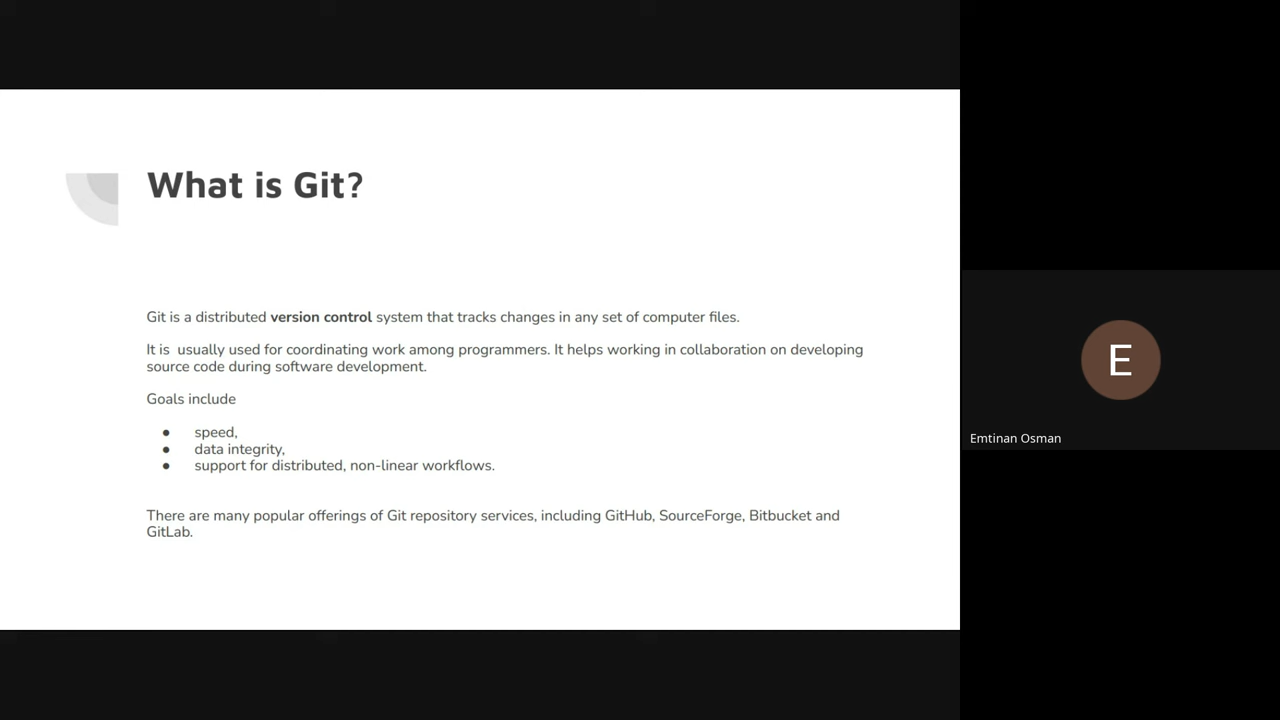 What is Git?
Git is a distributed version control system that tracks changes in any set of computer files.
It is  usually used for coordinating work among programmers. It helps working in collaboration on developing
source code during software development.
Goals include
● speed,
● data integrity,
● support for distributed, non-linear workflows.
There are many popular offerings of Git repository services, including GitHub, SourceForge, Bitbucket and
GitLab.
E
Emtinan Osman